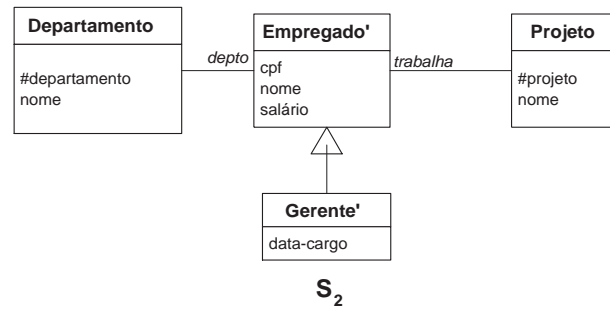 Departamento
#departamento
nome
depto
Empregado'
cpf
nome
salário
trabalha
Projeto
#projeto
nome
Gerente'
data-cargo
S2